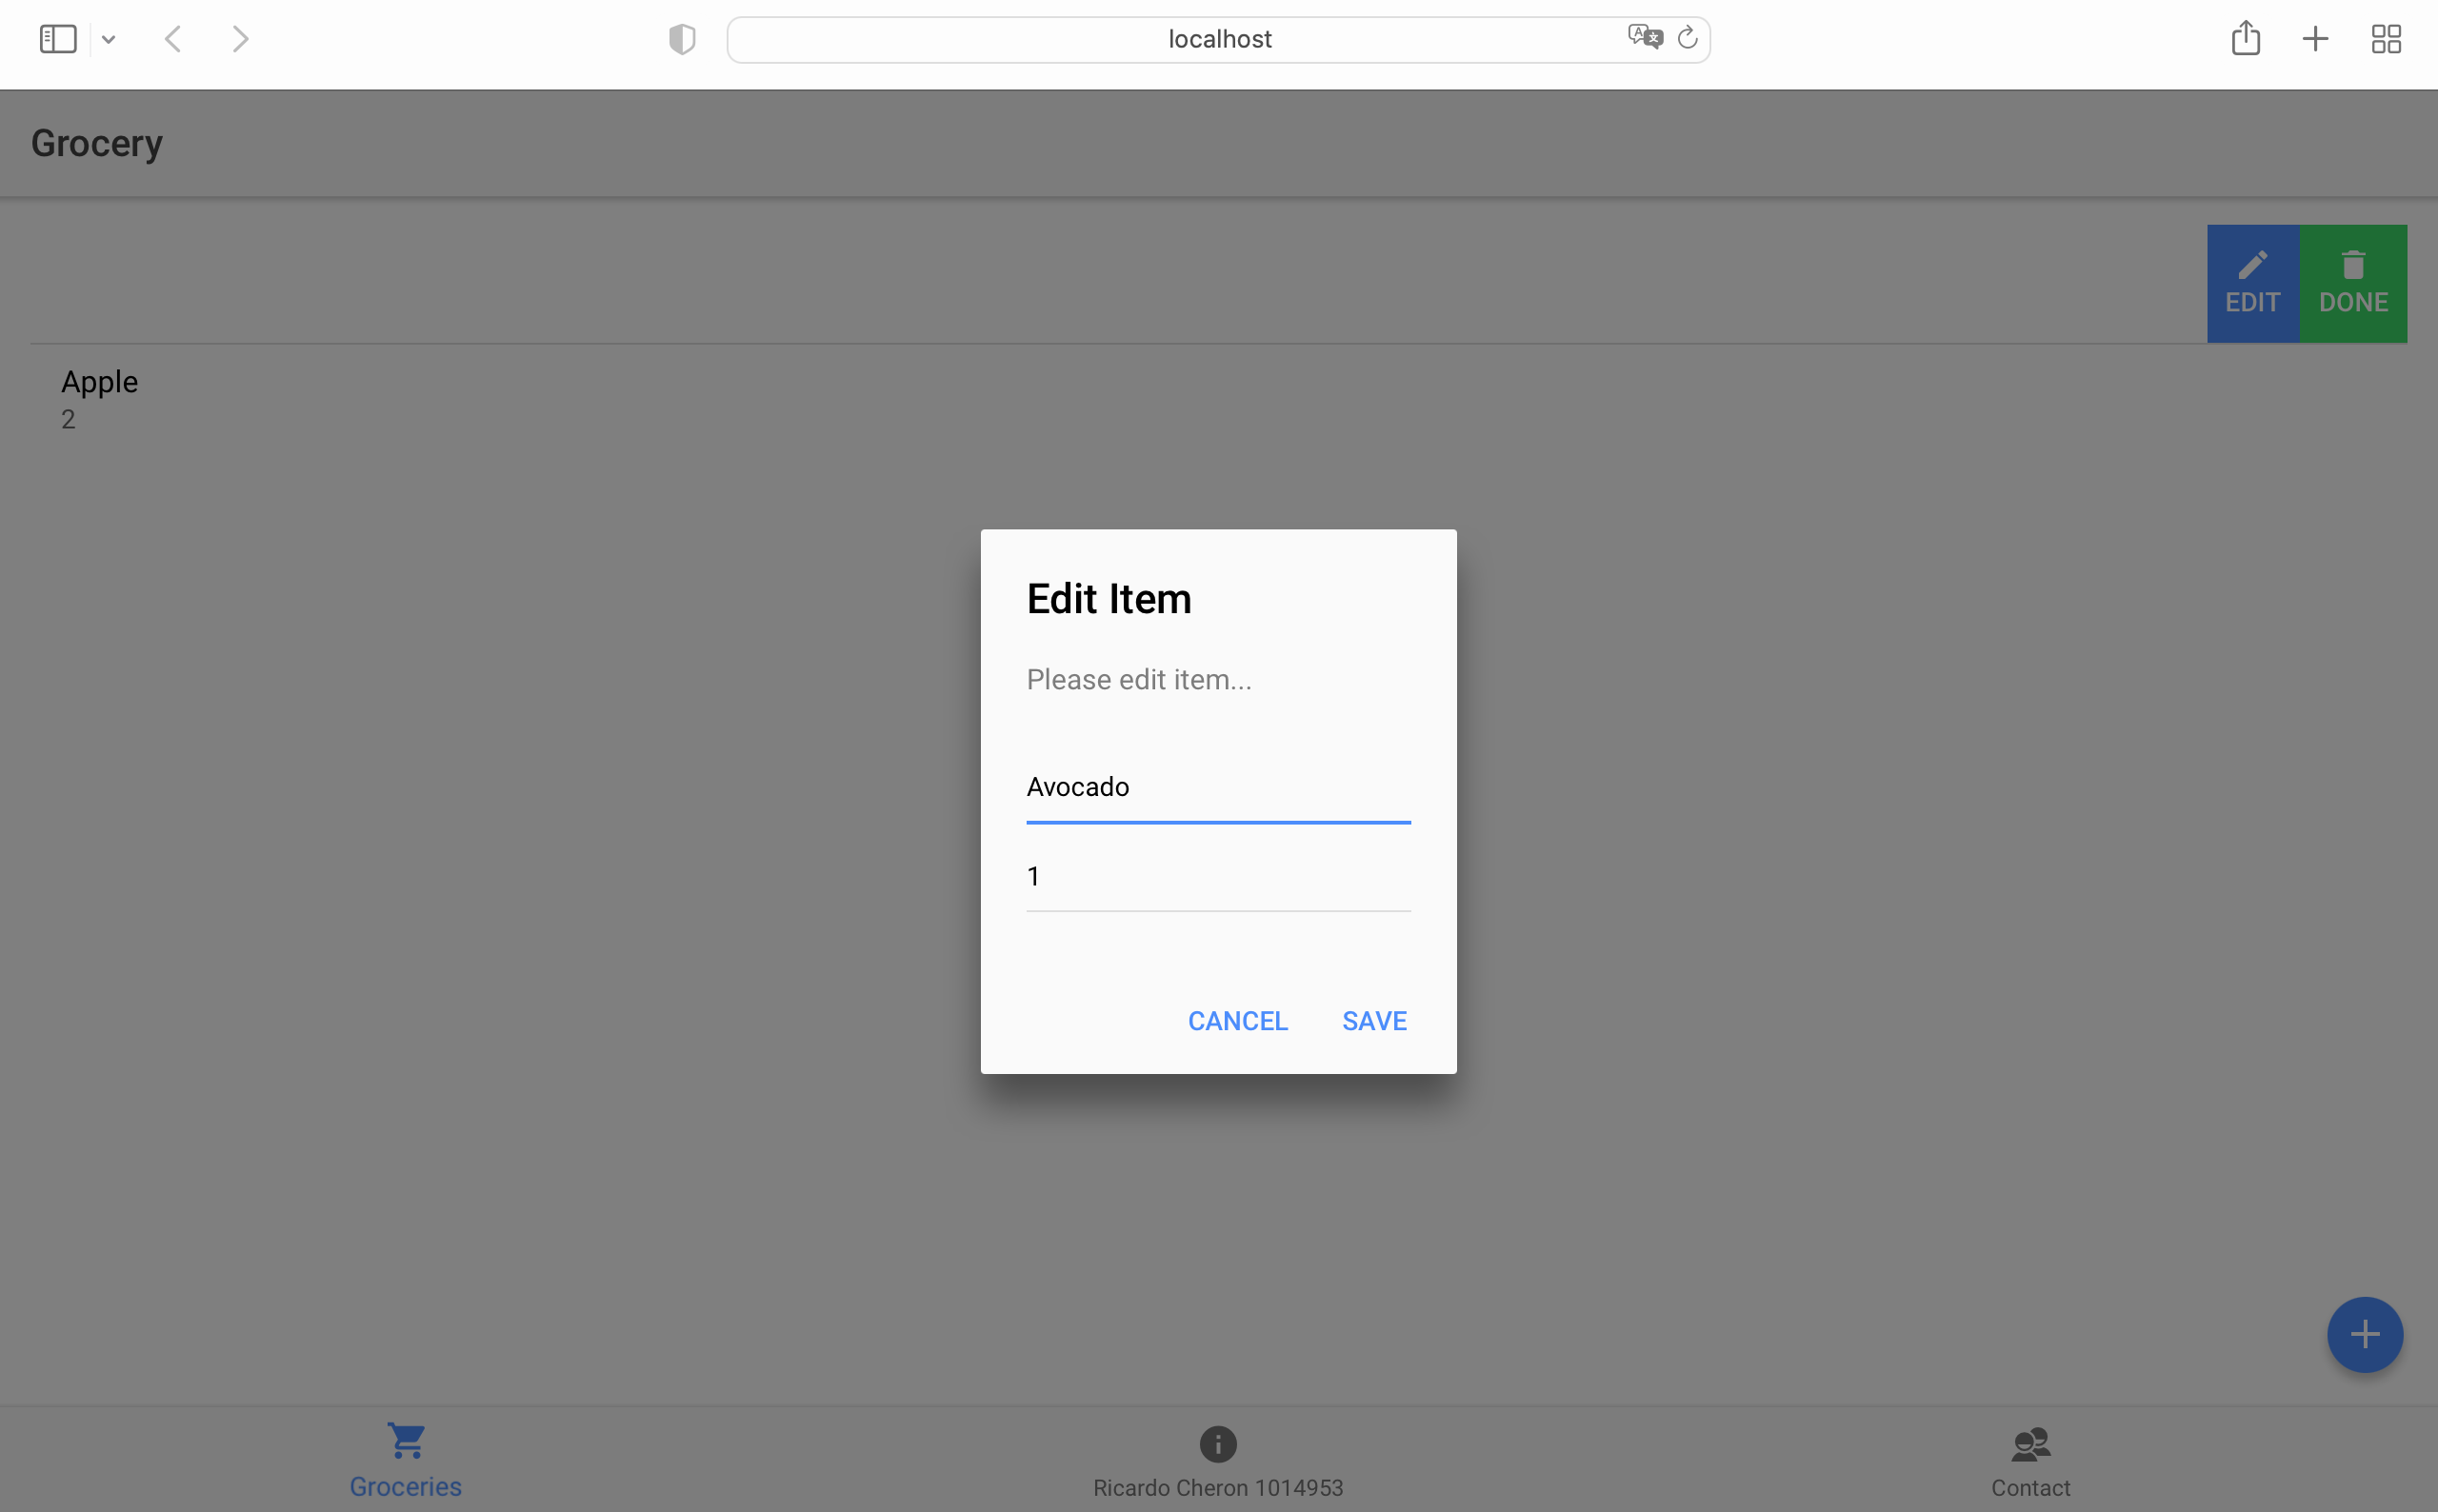 localhost
Grocery
EDIT
DONE
Apple
2
Edit Item
Please edit item...
Avocado
1
CANCEL
SAVE
Groceries
Ricardo Cheron 1014953
Contact